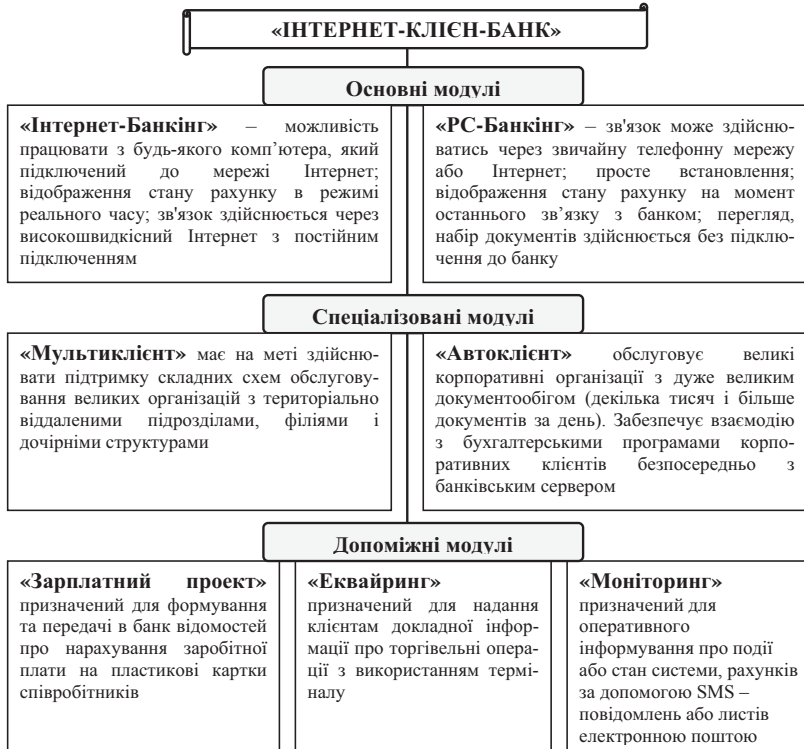 «ІНТЕРНЕТ-КЛІЄН-БАНК»
Основні модулі
«Інтернет-Банкінг» – можливість
працювати з будь-якого комп’ютера, який
підключений до мережі Інтернет;
відображення стану рахунку в режимі
реального часу; зв'язок здійснюється через
високошвидкісний Інтернет з постійним
підключенням
«PC-Банкінг» – зв'язок може здійсню-
ватись через звичайну телефонну мережу
або Інтернет; просте встановлення;
відображення стану рахунку на момент
останнього зв’язку з банком; перегляд,
набір документів здійснюється без підклю-
чення до банку
Спеціалізовані модулі
«Мультиклієнт» має на меті здійсню-
вати підтримку складних схем обслугову-
вання великих організацій з територіально
віддаленими підрозділами, філіями і
дочірніми структурами
«Автоклієнт» обслуговує великі
корпоративні організації з дуже великим
документообігом (декілька тисяч і більше
документів за день). Забезпечує взаємодію
з бухгалтерськими програмами корпо-
ративних клієнтів безпосередньо з
банківським сервером
Допоміжні модулі
«Зарплатний проект»
призначений для формування
та передачі в банк відомостей
про нарахування заробітної
плати на пластикові картки
співробітників
«Еквайринг»
призначений для надання
клієнтам докладної інфор-
мації про торгівельні опера-
ції з використанням термі-
налу
«Моніторинг»
призначений для
оперативного
інформування про події
або стан системи, рахунків
за допомогою SMS –
повідомлень або листів
електронною поштою